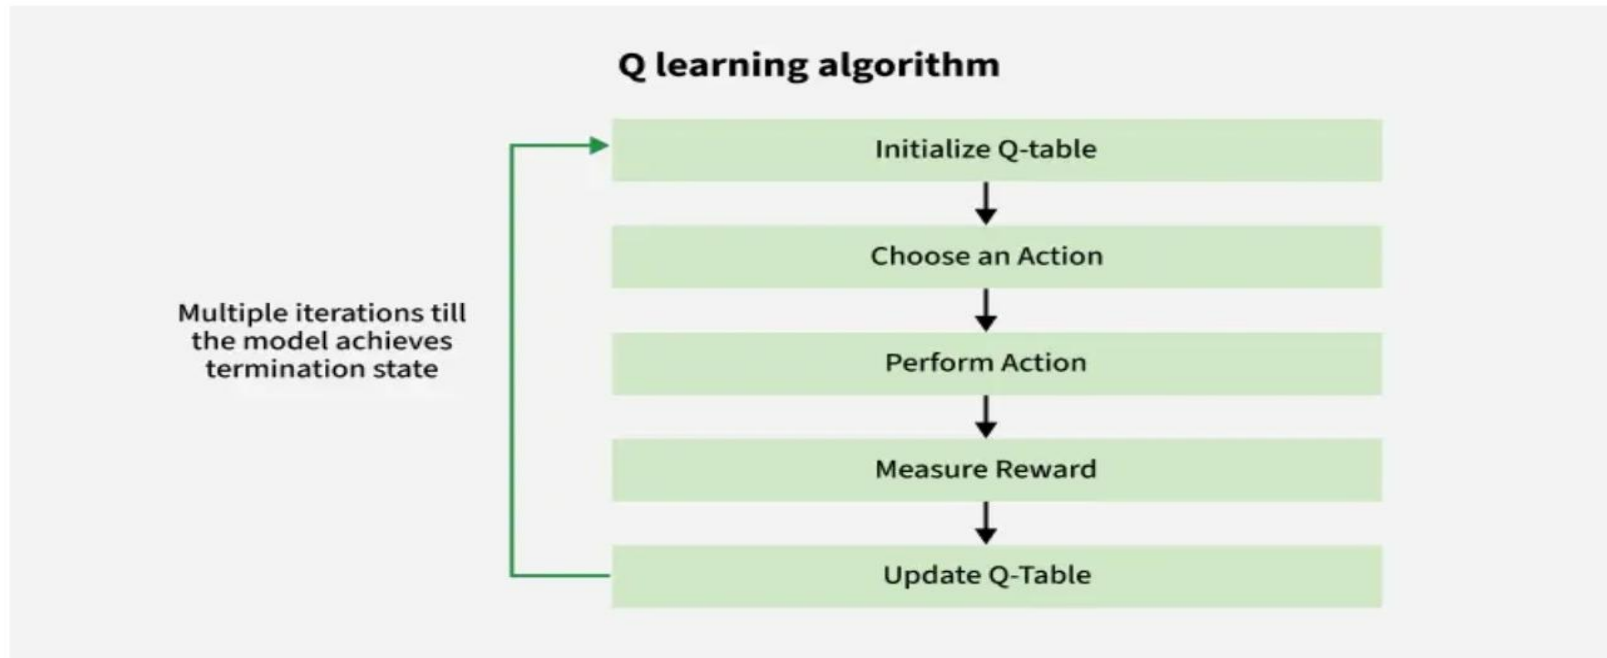 Q learning algorithm
Initialize Q-table
Choose an Action
Perform Action
Measure Reward
Update Q-Table
Multiple iterations till
the model achieves
termination state